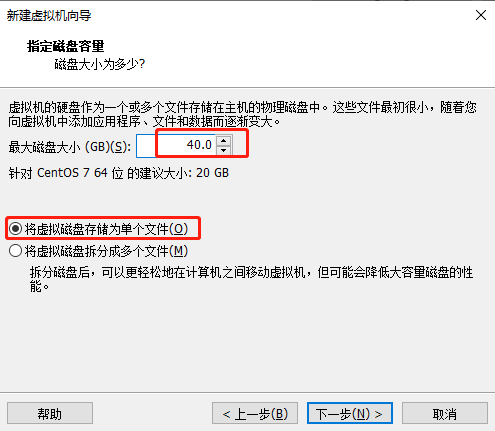 新建虚拟机向导
指定磁盘容量
磁盘大小为多少?
虚拟机的硬盘作为一个或多个文件存储在主机的物理磁盘中。这些文件最初很小，随着您
向虚拟机中添加应用程序、文件和数据而逐渐变大。
最大磁盘大小 (GB)(S): 40.0
针对 CentOS 7 64 位 的建议大小: 20 GB
将虚拟磁盘存储为单个文件(O)
将虚拟磁盘拆分成多个文件(M)
拆分磁盘后，可以更轻松地在计算机之间移动虚拟机，但可能会降低大容量磁盘的性
能。
帮助 < 上一步(B) 下一步(N) > 取消